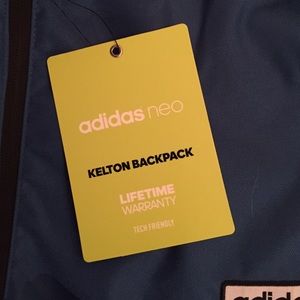 adidas neo
KELTON BACKPACK
LIFETIME
WARRANTY
TECH FRIENDLY
adida